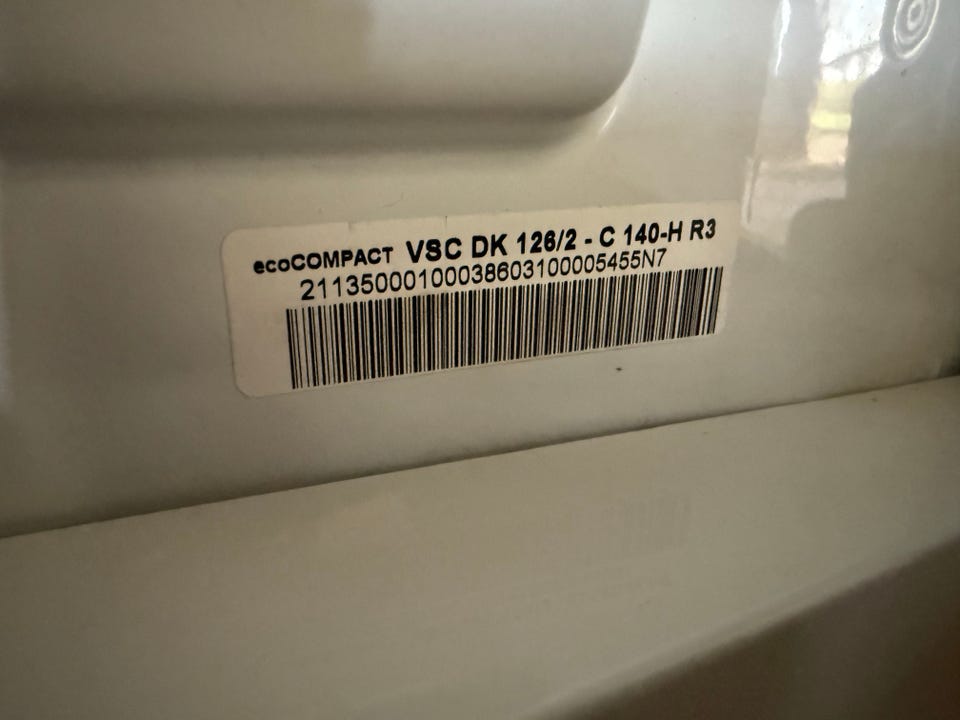 ecoCOMPACT VSC DK 126/2 - C 140-H R3
21135000100038603100005455N7